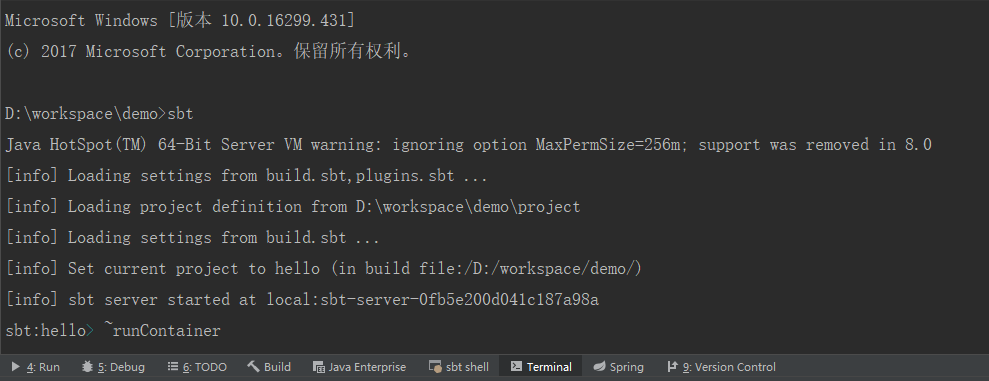 Microsoft Windows [版本 10.0.16299.431]
(c) 2017 Microsoft Corporation。保留所有权利。
D:\workspace\demo>sbt
Java HotSpot(TM) 64-Bit Server VM warning: ignoring option MaxPermSize=256m; support was removed in 8.0
[info] Loading settings from build.sbt,plugins.sbt ...
[info] Loading project definition from D:\workspace\demo\project
[info] Loading settings from build.sbt ...
[info] Set current project to hello (in build file:/D:/workspace/demo/)
[info] sbt server started at local:sbt-server-0fb5e200d041c187a98a
sbt:hello> ~runContainer
4: Run 5: Debug 6: TODO Build Java Enterprise sbt shell Terminal Spring 9: Version Control